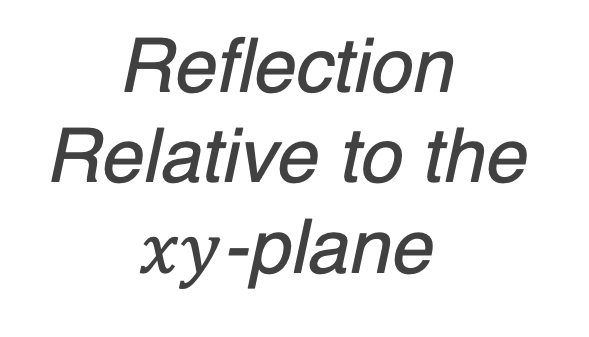 Reflection
Relative to the
xy-plane